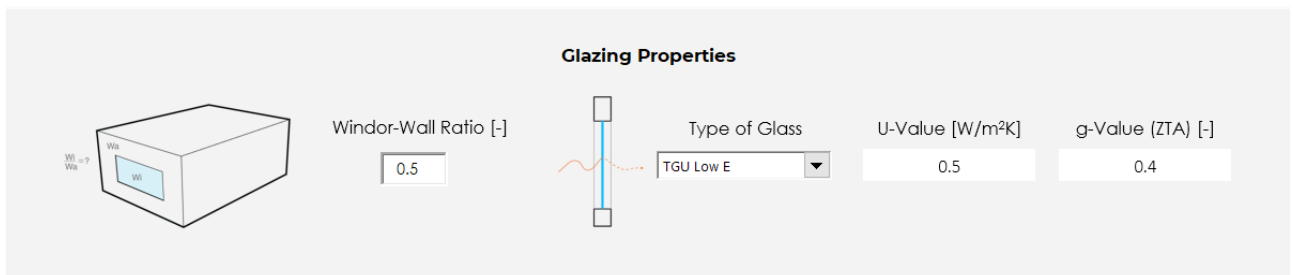 Glazing Properties
Windor-Wall Ratio [-]
Type of Glass
U-Value [W/m²K]
g-Value (ZTA) [-]
Wi
Wa
=?
Wa
Wi
0.5
TGU Low E
0.5
0.4